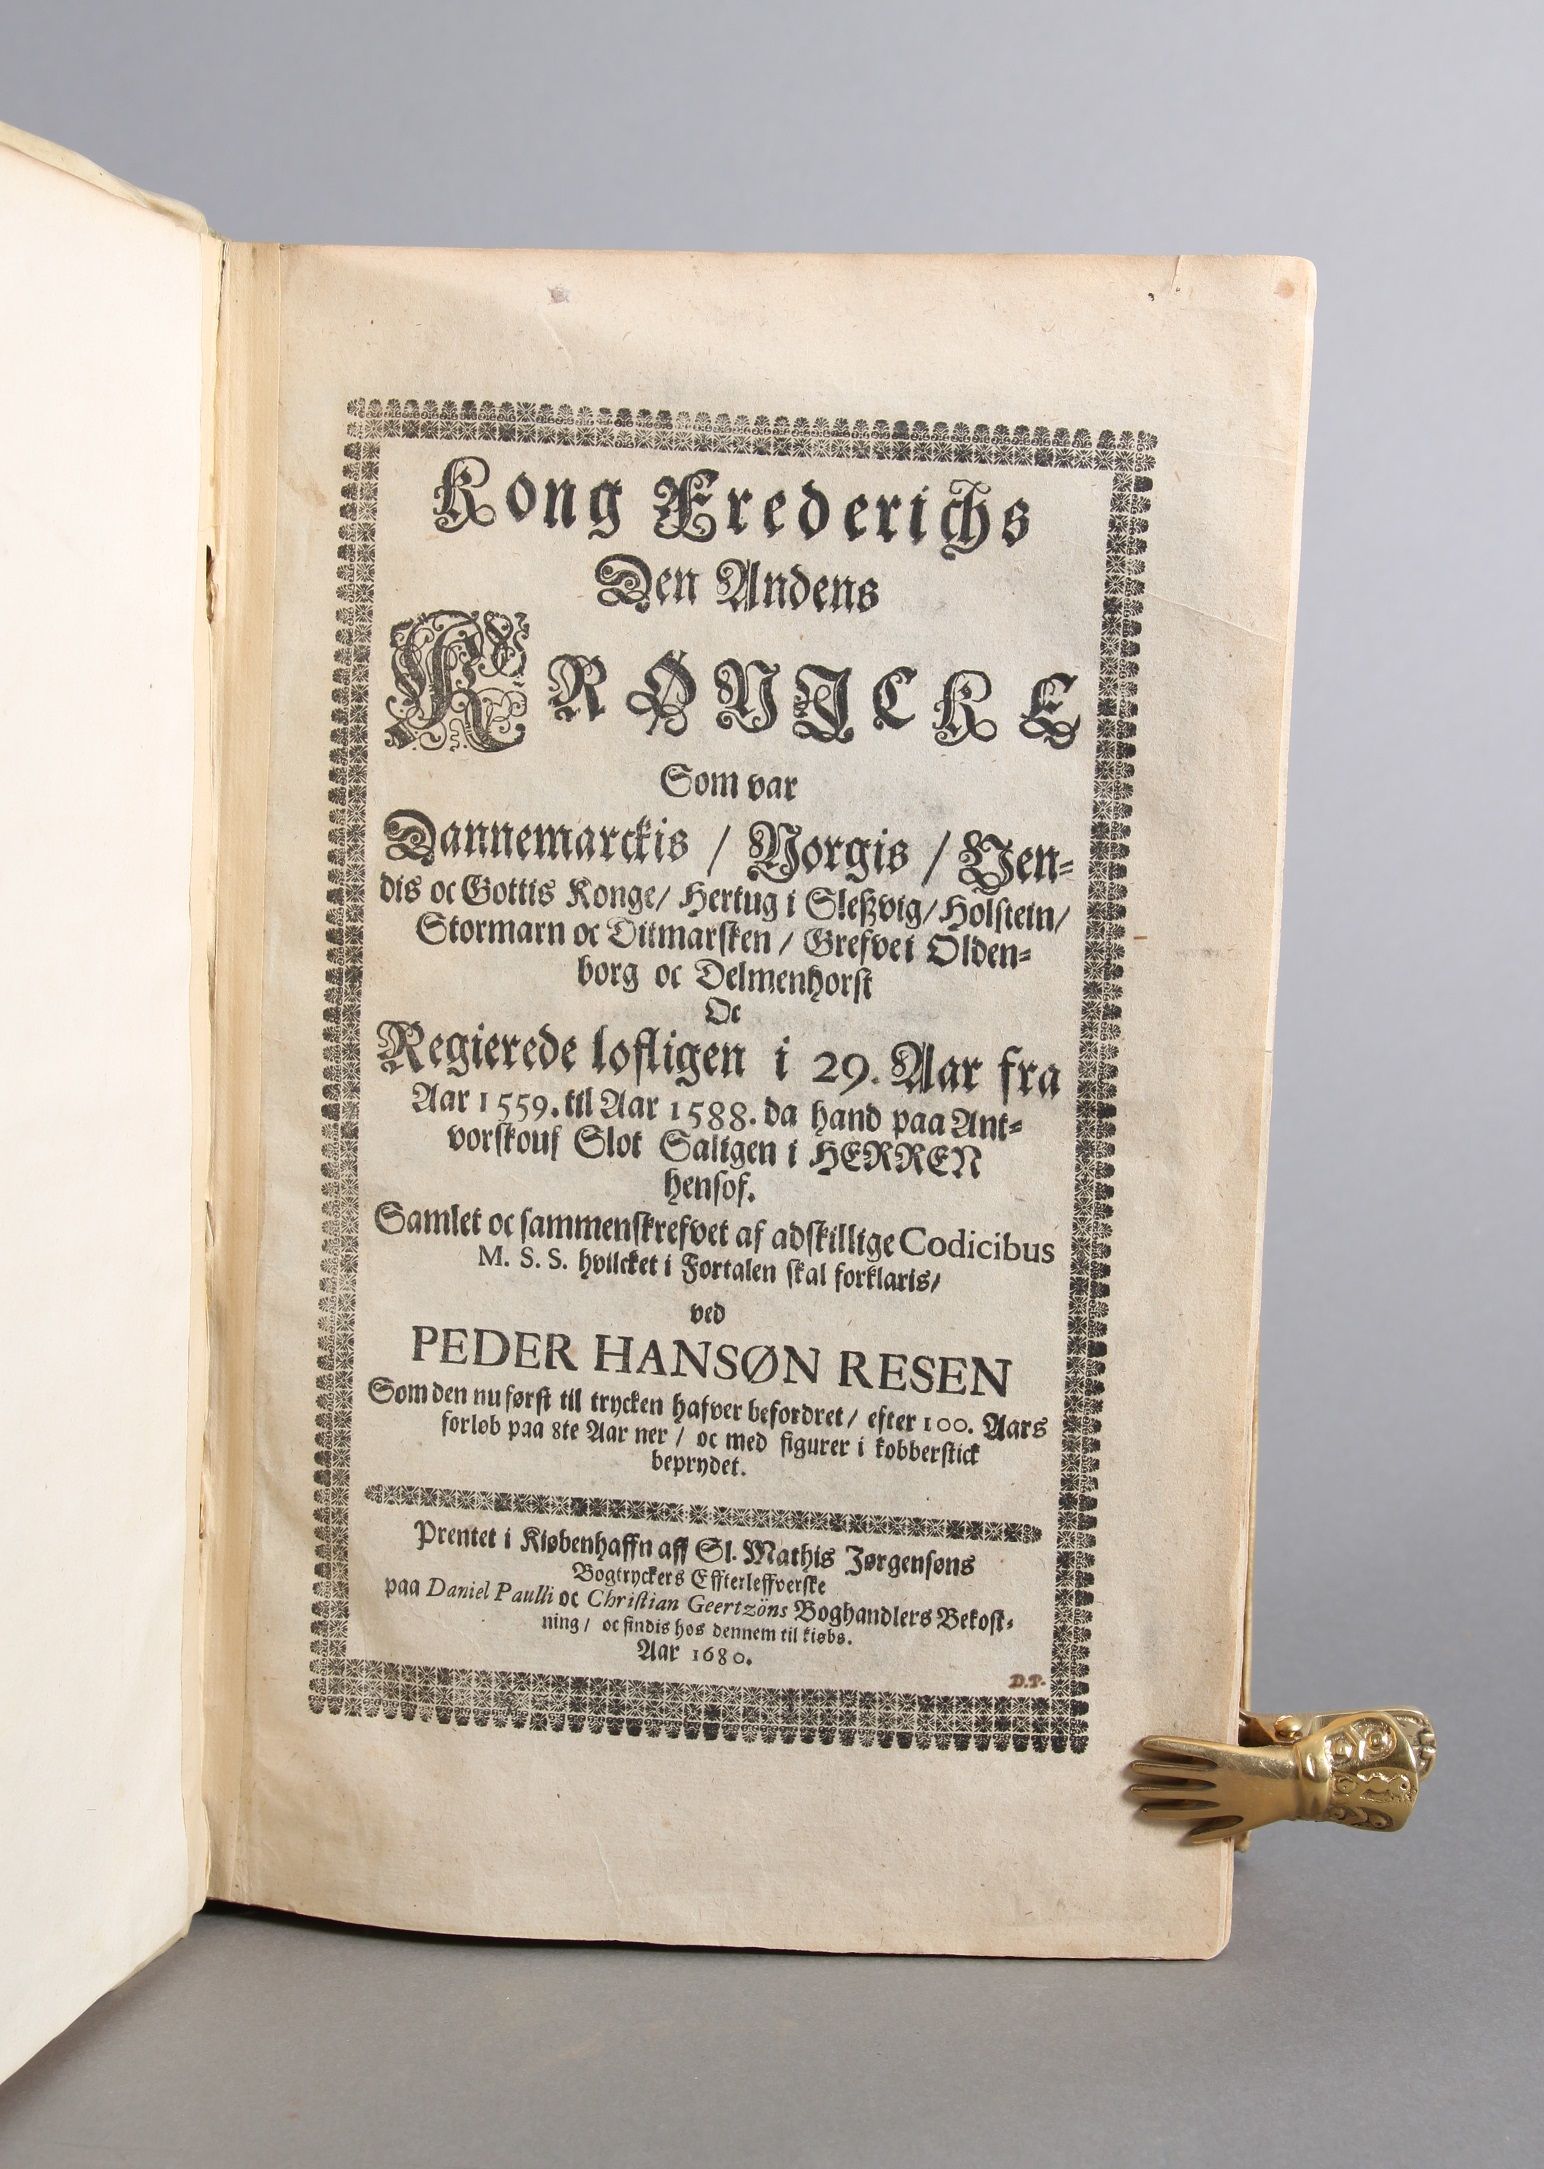 Kong Frederichs
Den Andens
KRØNICKE
Som var
Dannemarckis / Norgis / Ven-
dis oc Gottis Konge/ Hertug i Sleßvig/ Holstein/
Stormarn oc Ditmarsken / Grefve i Olden-
borg oc Delmenhorst
Oc
Regierede lofligen i 29. Aar fra
Aar 1559. til Aar 1588. da hand paa Ant-
vorskouf Slot Saligen i HERREN
hensof.
Samlet oc sammenskrefvet af adskillige Codicibus
M. S. S. hvilcket i Fortalen skal forklaris/
ved
PEDER HANSØN RESEN
Som den nu først til trycken hafver befordret/ efter 100. Aars
forløb paa 8te Aar ner / oc med figurer i kobberstick
beprydet.
Prentet i Kiøbenhaffn aff Sl. Mathis Jørgensøns
Bogtryckers Effterleffverske
paa Daniel Paulli oc Christian Geertzöns Boghandlers Bekost-
ning / oc findis hos dennem til kiøbs.
Aar 1680.
D.P.